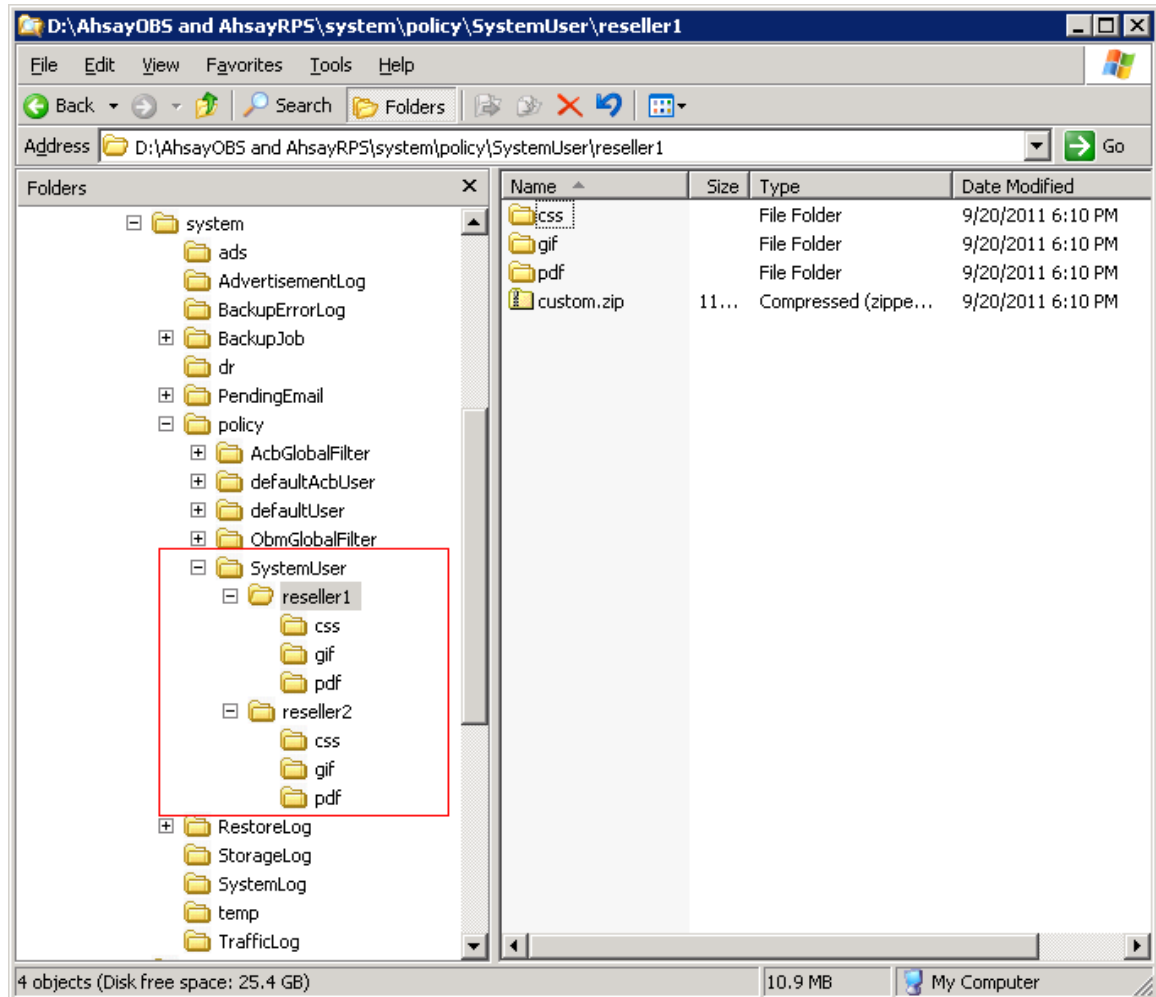 D:\AhsayOBS and AhsayRPS\system\policy\SystemUser\reseller1
File Edit View Favorites Tools Help
Back Search Folders
Address D:\AhsayOBS and AhsayRPS\system\policy\SystemUser\reseller1 Go
Folders
system
ads
AdvertisementLog
BackupErrorLog
BackupJob
dr
PendingEmail
policy
AcbGlobalFilter
defaultAcbUser
defaultUser
ObmGlobalFilter
SystemUser
reseller1
css
gif
pdf
reseller2
css
gif
pdf
RestoreLog
StorageLog
SystemLog
temp
TrafficLog
Name Size Type Date Modified
css File Folder 9/20/2011 6:10 PM
gif File Folder 9/20/2011 6:10 PM
pdf File Folder 9/20/2011 6:10 PM
custom.zip 11... Compressed (zippe... 9/20/2011 6:10 PM
4 objects (Disk free space: 25.4 GB) 10.9 MB My Computer